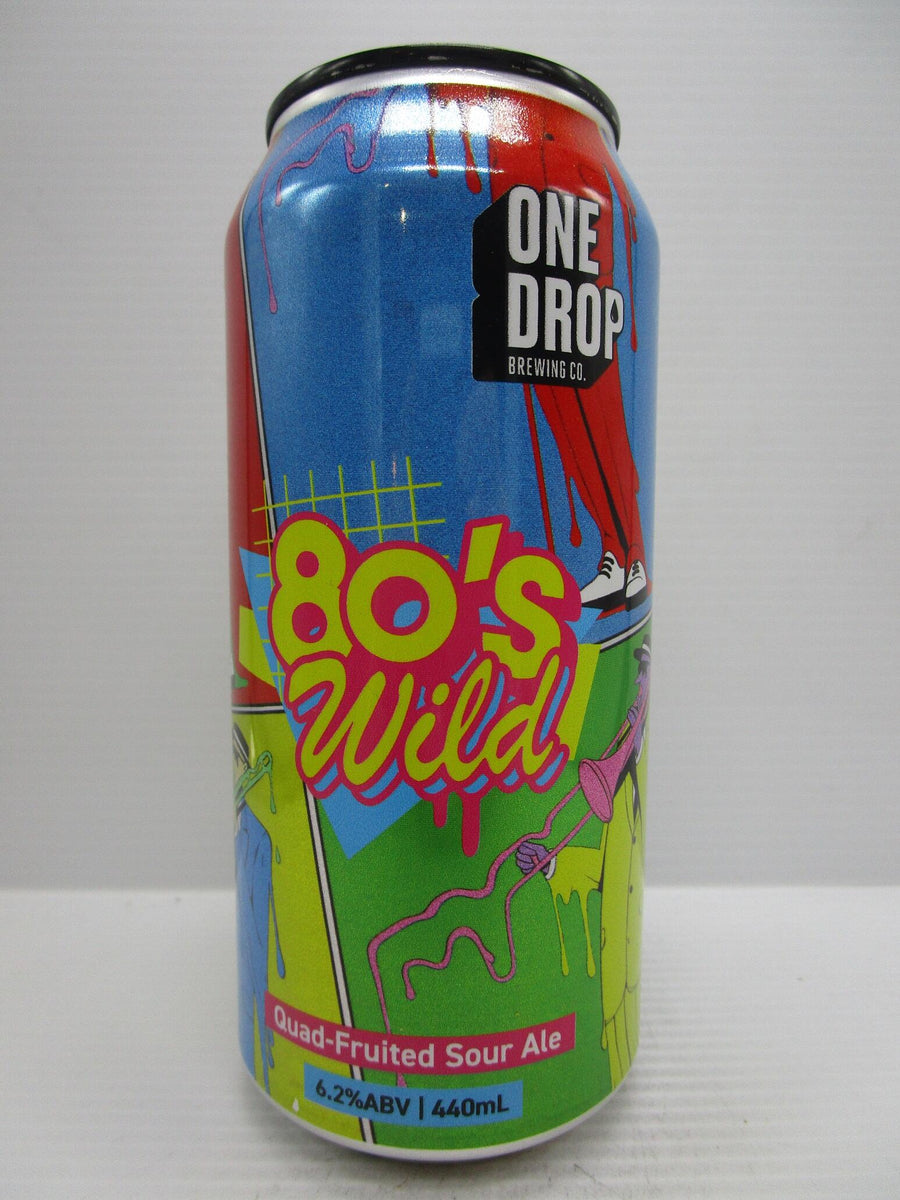 ONE
DROP
BREWING CO.
80's
Wild
Quad-Fruited Sour Ale
6.2%ABV | 440mL